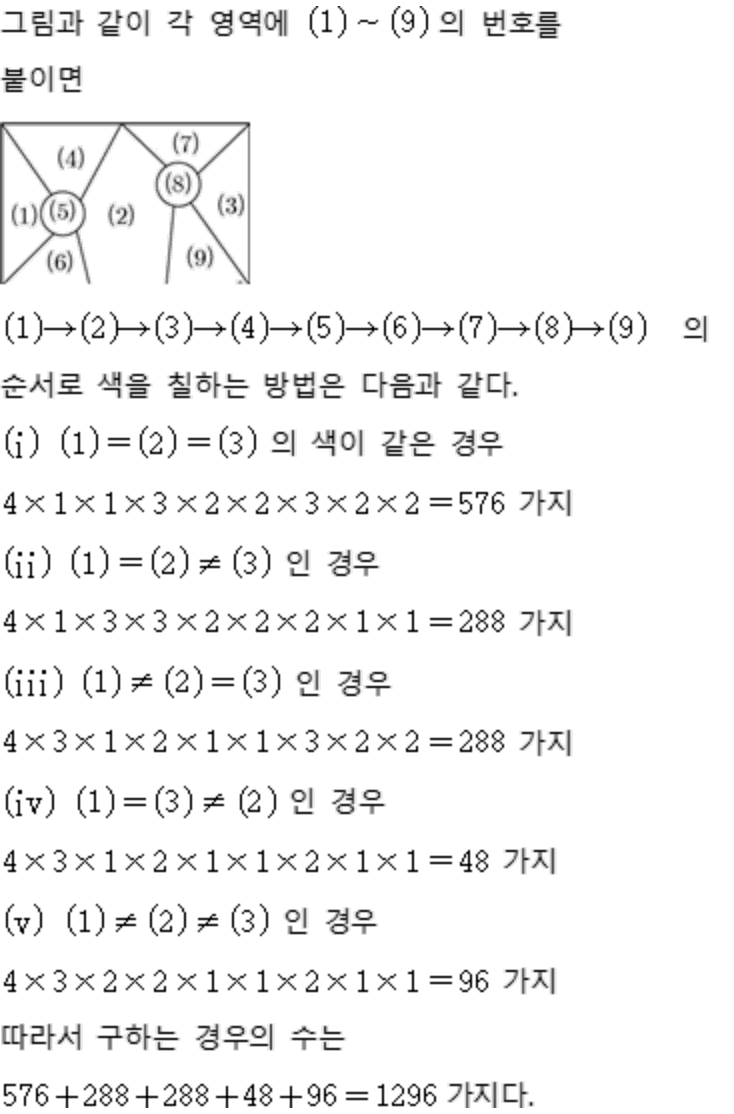 그림과 같이 각 영역에 (1) ~ (9) 의 번호를
붙이면
(7)
(4)
(8)
(1) (5) (2) (3)
(6) (9)
(1)→(2)→(3)→(4)→(5)→(6)→(7)→(8)→(9) 의
순서로 색을 칠하는 방법은 다음과 같다.
(i) (1)=(2)=(3) 의 색이 같은 경우
4×1×1×3×2×2×3×2×2=576 가지
(ii) (1)=(2)≠(3) 인 경우
4×1×3×3×2×2×2×1×1=288 가지
(iii) (1)≠(2)=(3) 인 경우
4×3×1×2×1×1×3×2×2=288 가지
(iv) (1)=(3)≠(2) 인 경우
4×3×1×2×1×1×2×1×1=48 가지
(v) (1)≠(2)≠(3) 인 경우
4×3×2×2×1×1×2×1×1=96 가지
따라서 구하는 경우의 수는
576+288+288+48+96=1296 가지다.